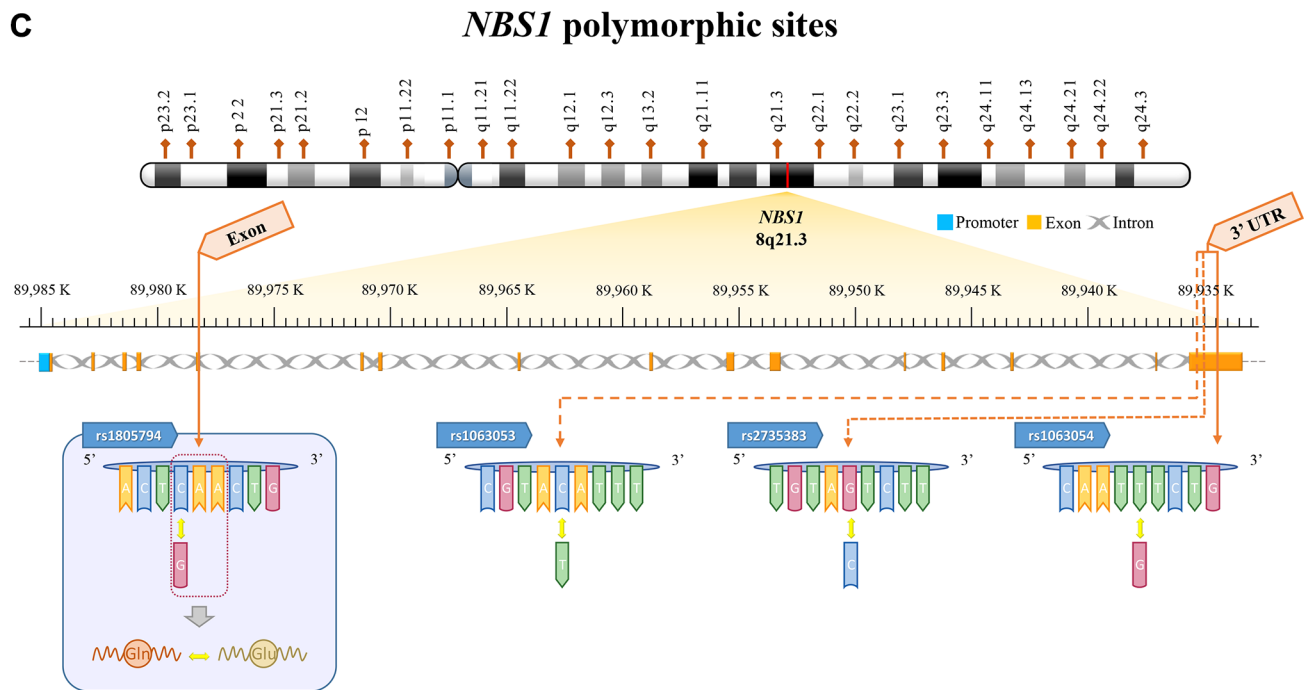 C
NBS1 polymorphic sites
p23.2 p23.1 p22 p21.3 p21.2 p12 p11.22 p11.1 q11.21 q11.22 q12.1 q12.3 q13.2 q21.11 q21.3 q22.1 q22.2 q23.1 q23.3 q24.11 q24.13 q24.21 q24.22 q24.3
NBS1
8q21.3
Promoter Exon Intron
Exon
3' UTR
89,985 K 89,980 K 89,975 K 89,970 K 89,965 K 89,960 K 89,955 K 89,950 K 89,945 K 89,940 K 89,935 K
rs1805794
5' 3'
A C T C A A C T G
G
Gln Glu
rs1063053
5' 3'
C G T A C A T T T
T
rs2735383
5' 3'
T G T A G T C T T
C
rs1063054
5' 3'
C A A T T T C T G
G